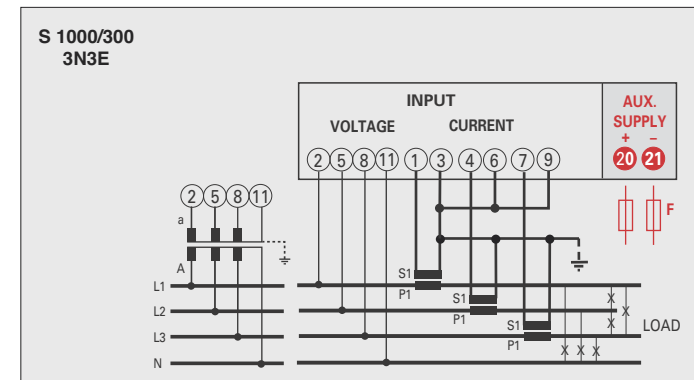 S 1000/300
3N3E
INPUT
AUX.
SUPPLY
VOLTAGE CURRENT
+ –
2 5 8 11 1 3 4 6 7 9 20 21
2 5 8 11
F
a
A
S1
P1
L1
S1
P1
L2
S1
P1
L3
LOAD
N
X
X
X
X X X